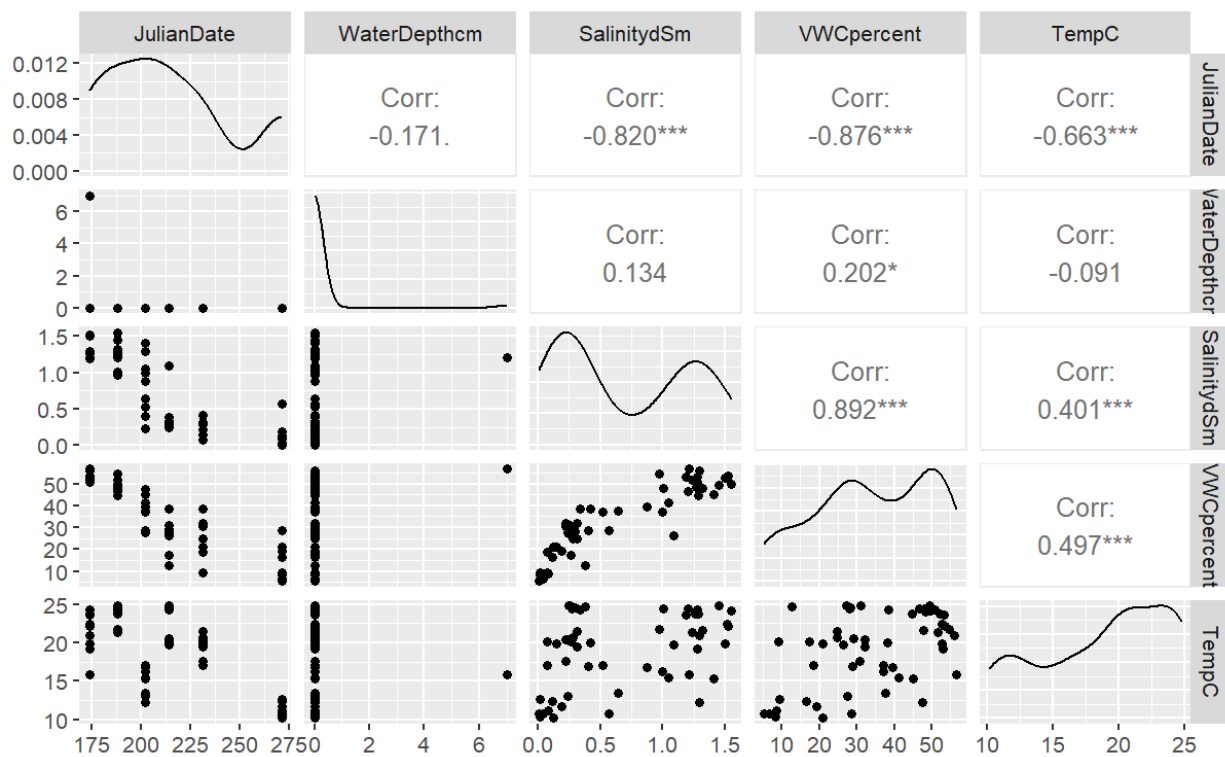 JulianDate WaterDepthcm SalinitydSm VWCpercent TempC
0.012
0.008
0.004
0.000
Corr: Corr: Corr: Corr:
-0.171. -0.820*** -0.876*** -0.663***
JulianDate
6
4
2
0
Corr: Corr: Corr:
0.134 0.202* -0.091
WaterDepthcm
1.5
1.0
0.5
0.0
Corr: Corr:
0.892*** 0.401***
SalinitydSm
50
40
30
20
10
Corr:
0.497***
VWCpercent
25
20
15
10
TempC
175 200 225 250 275 0 2 4 6 0.0 0.5 1.0 1.5 10 20 30 40 50 10 15 20 25